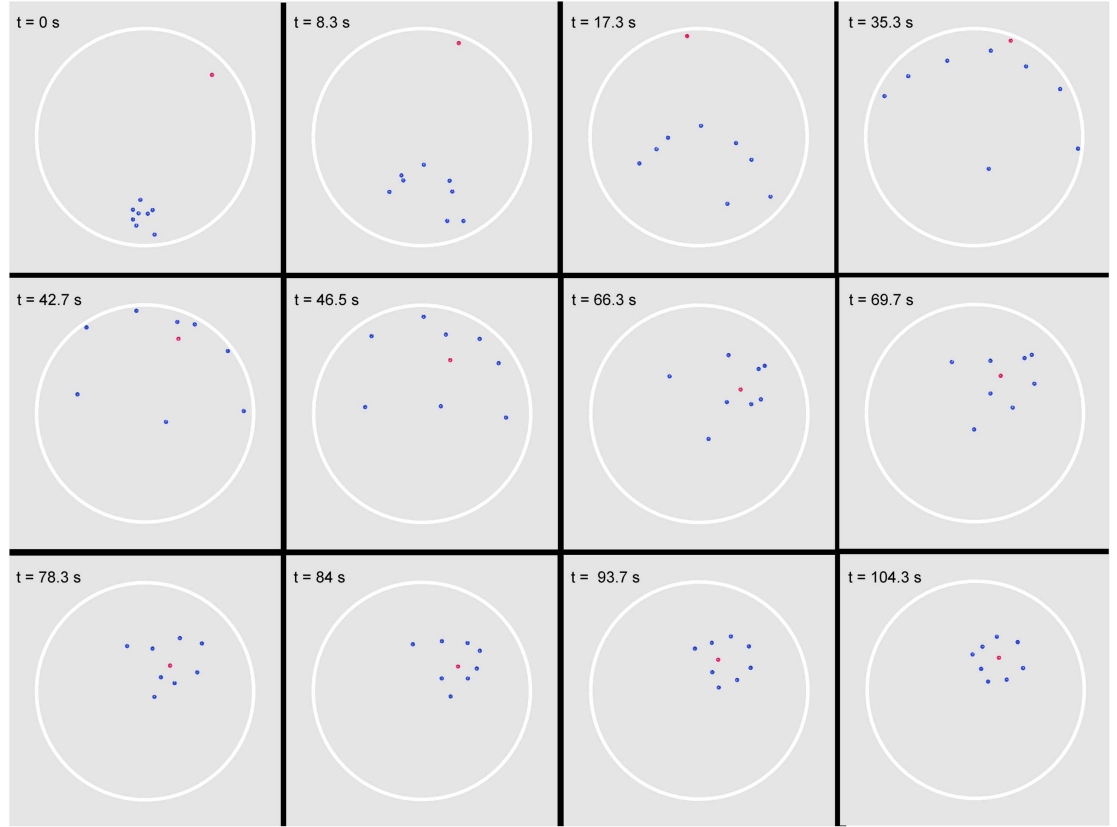 t = 0 s
t = 8.3 s
t = 17.3 s
t = 35.3 s
t = 42.7 s
t = 46.5 s
t = 66.3 s
t = 69.7 s
t = 78.3 s
t = 84 s
t = 93.7 s
t = 104.3 s